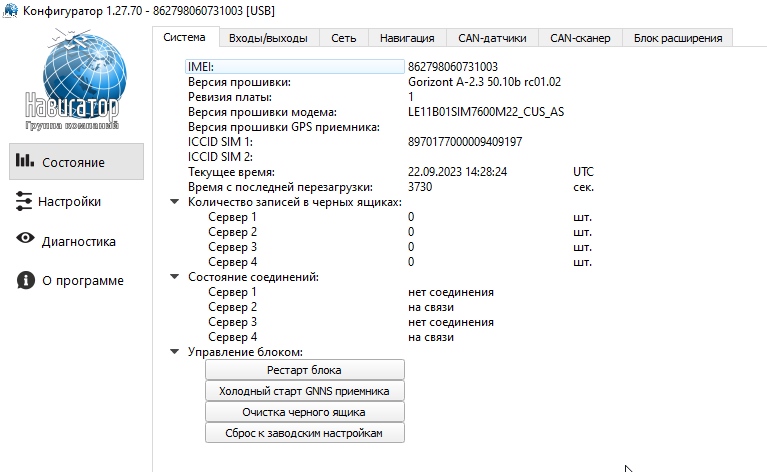 Конфигуратор 1.27.70 - 862798060731003 [USB]
Система Входы/выходы Сеть Навигация CAN-датчики CAN-сканер Блок расширения
Навигатор
Группа компаний
Состояние
Настройки
Диагностика
О программе
IMEI: 862798060731003
Версия прошивки: Gorizont A-2.3 50.10b rc01.02
Ревизия платы: 1
Версия прошивки модема: LE11B01SIM7600M22_CUS_AS
Версия прошивки GPS приемника:
ICCID SIM 1: 8970177000009409197
ICCID SIM 2:
Текущее время: 22.09.2023 14:28:24 UTC
Время с последней перезагрузки: 3730 сек.
Количество записей в черных ящиках:
Сервер 1 0 шт.
Сервер 2 0 шт.
Сервер 3 0 шт.
Сервер 4 0 шт.
Состояние соединений:
Сервер 1 нет соединения
Сервер 2 на связи
Сервер 3 нет соединения
Сервер 4 на связи
Управление блоком:
Рестарт блока
Холодный старт GNNS приемника
Очистка черного ящика
Сброс к заводским настройкам